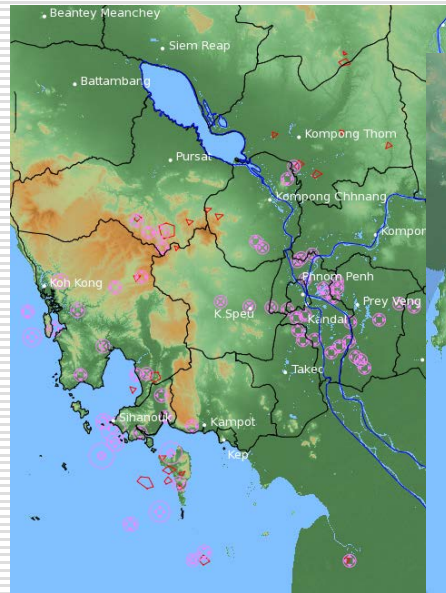 Beantey Meanchey
Siem Reap
Battambang
Kompong Thom
Pursat
Kompong Chhnang
Kompon
Koh Kong
Phnom Penh
Prey Veng
K Speu
Kandal
Takeo
Sihanouk
Kampot
Kep